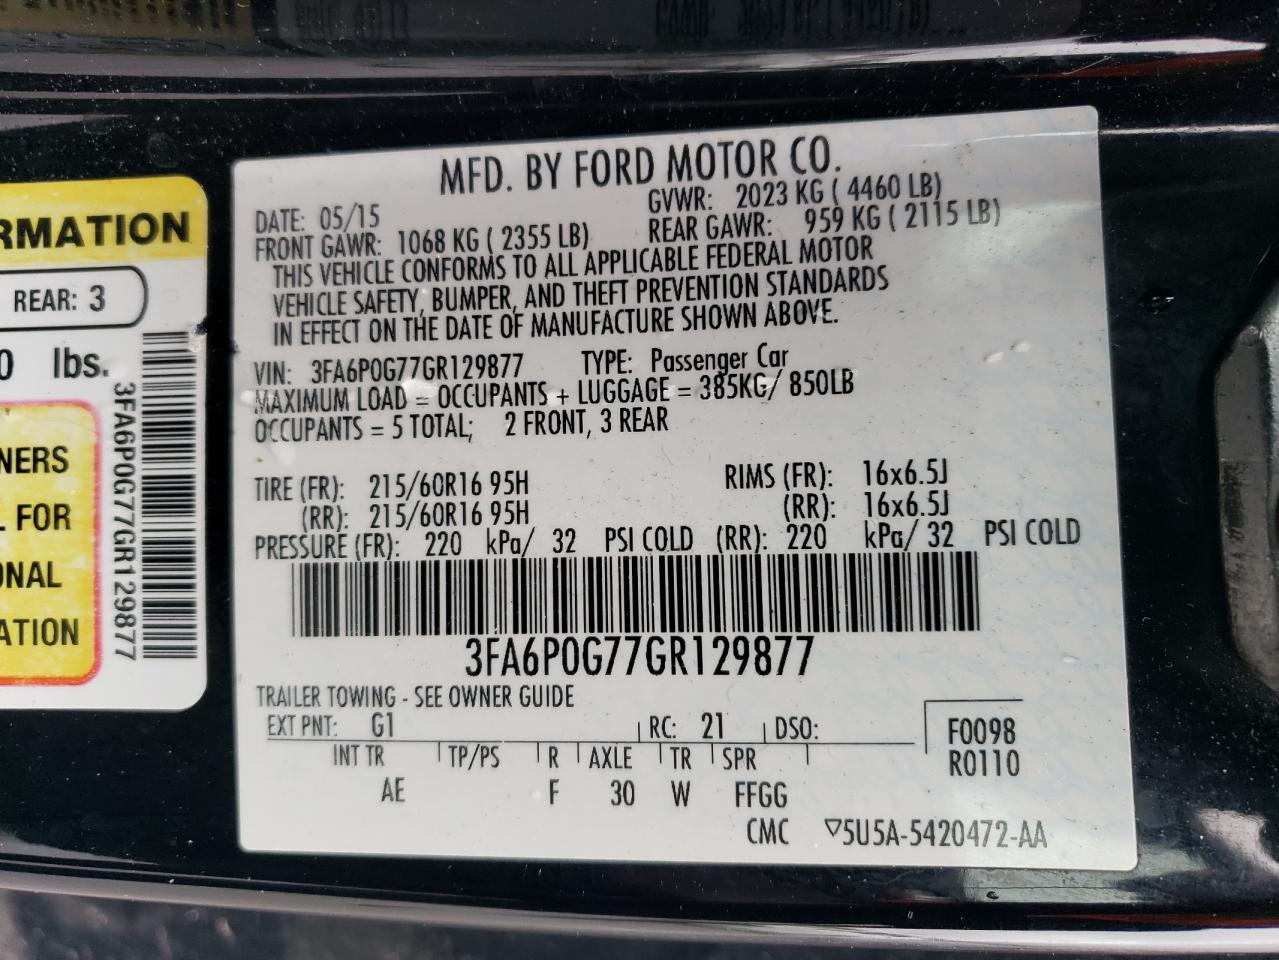 MFD. BY FORD MOTOR CO.
DATE: 05/15 GVWR: 2023 KG ( 4460 LB)
FRONT GAWR: 1068 KG ( 2355 LB) REAR GAWR: 959 KG ( 2115 LB)
THIS VEHICLE CONFORMS TO ALL APPLICABLE FEDERAL MOTOR
VEHICLE SAFETY, BUMPER, AND THEFT PREVENTION STANDARDS
IN EFFECT ON THE DATE OF MANUFACTURE SHOWN ABOVE.
VIN: 3FA6P0G77GR129877 TYPE: Passenger Car
MAXIMUM LOAD = OCCUPANTS + LUGGAGE = 385KG/ 850LB
OCCUPANTS = 5 TOTAL; 2 FRONT, 3 REAR
TIRE (FR): 215/60R16 95H RIMS (FR): 16x6.5J
(RR): 215/60R16 95H (RR): 16x6.5J
PRESSURE (FR): 220 kPa/ 32 PSI COLD (RR): 220 kPa/ 32 PSI COLD
3FA6P0G77GR129877
TRAILER TOWING - SEE OWNER GUIDE
EXT PNT: G1 RC: 21 DSO:
INT TR TP/PS R AXLE TR SPR
AE F 30 W FFGG
F0098
R0110
CMC ▽5U5A-5420472-AA
RMATION
REAR: 3
0 lbs.
NERS
L FOR
ONAL
ATION
3FA6P0G77GR129877